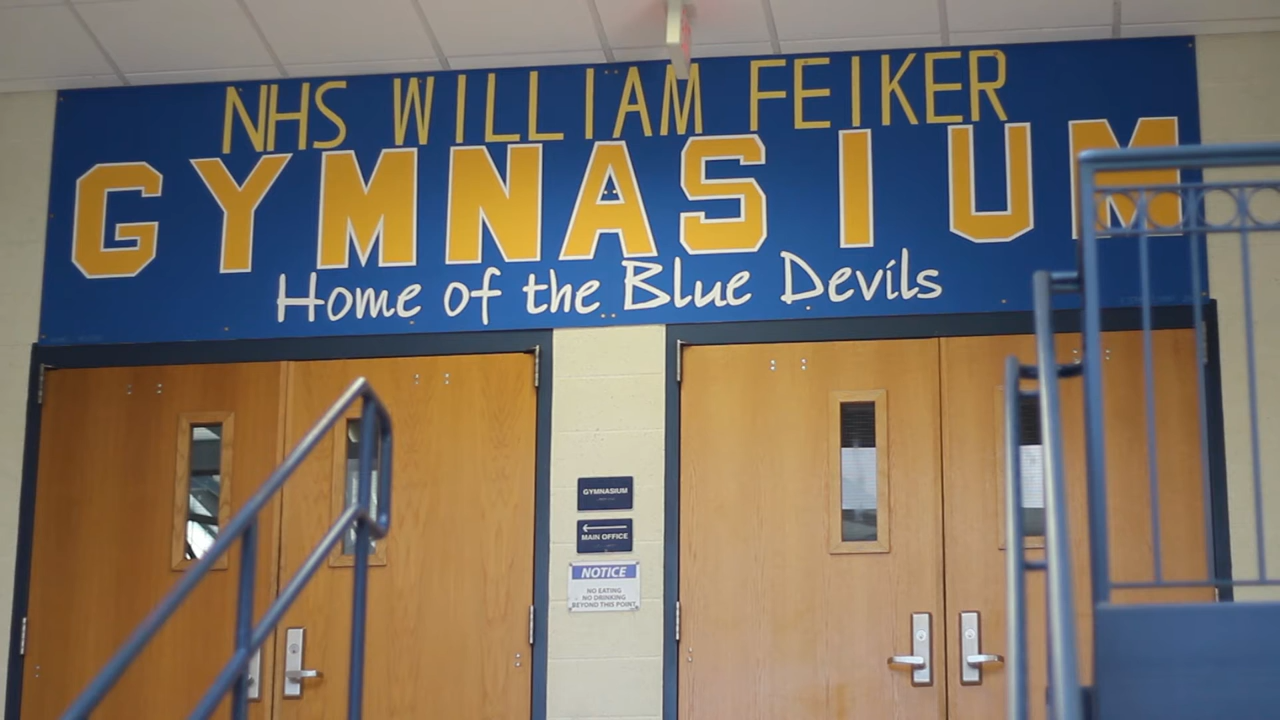 NHS WILLIAM FEIKER
GYMNASIUM
Home of the Blue Devils
GYMNASIUM
MAIN OFFICE
NOTICE
NO EATING
NO DRINKING
BEYOND THIS POINT